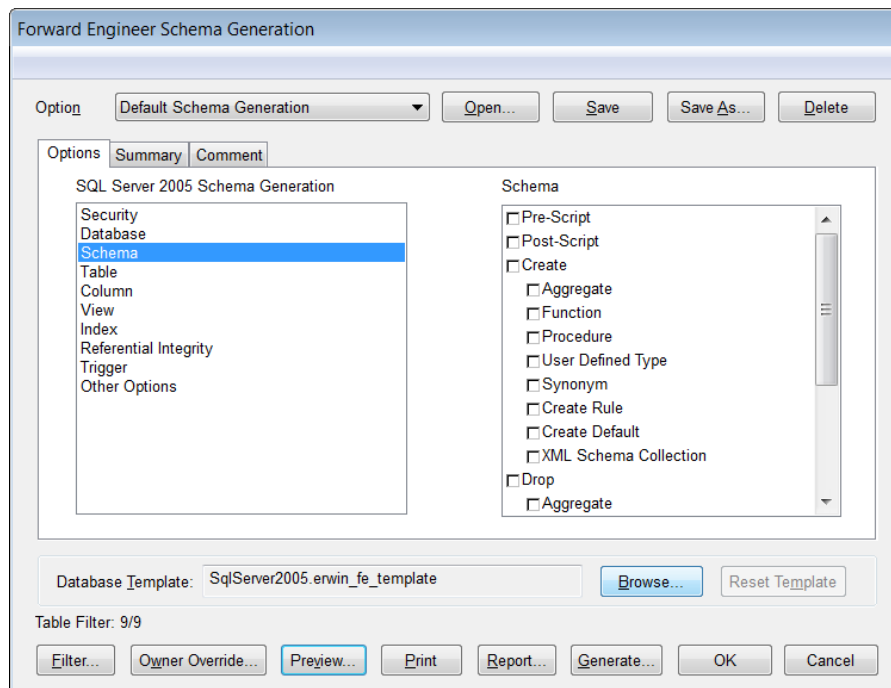 Forward Engineer Schema Generation
Option Default Schema Generation Open... Save Save As... Delete
Options Summary Comment
SQL Server 2005 Schema Generation
Security
Database
Schema
Table
Column
View
Index
Referential Integrity
Trigger
Other Options
Schema
Pre-Script
Post-Script
Create
Aggregate
Function
Procedure
User Defined Type
Synonym
Create Rule
Create Default
XML Schema Collection
Drop
Aggregate
Database Template: SqlServer2005.erwin_fe_template Browse... Reset Template
Table Filter: 9/9
Filter... Owner Override... Preview... Print Report... Generate... OK Cancel